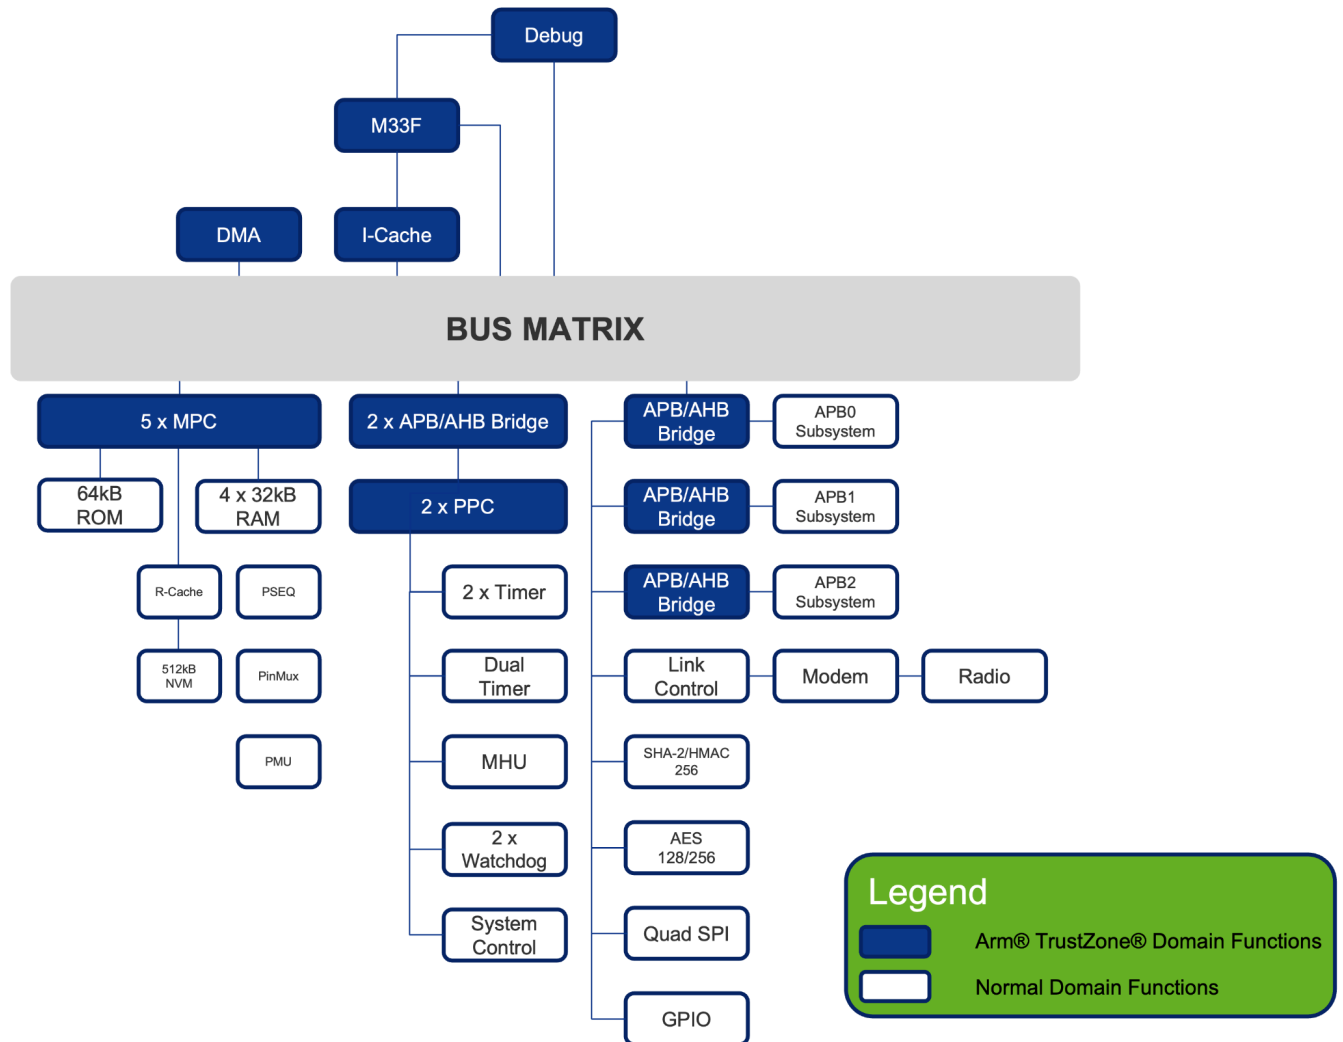 Debug
M33F
DMA
I-Cache
BUS MATRIX
5 x MPC
2 x APB/AHB Bridge
APB/AHB
Bridge
APB0
Subsystem
64kB
ROM
4 x 32kB
RAM
2 x PPC
APB/AHB
Bridge
APB1
Subsystem
R-Cache
PSEQ
2 x Timer
APB/AHB
Bridge
APB2
Subsystem
512kB
NVM
PinMux
Dual
Timer
Link
Control
Modem
Radio
PMU
MHU
SHA-2/HMAC
256
2 x
Watchdog
AES
128/256
System
Control
Quad SPI
GPIO
Legend
Arm® TrustZone® Domain Functions
Normal Domain Functions